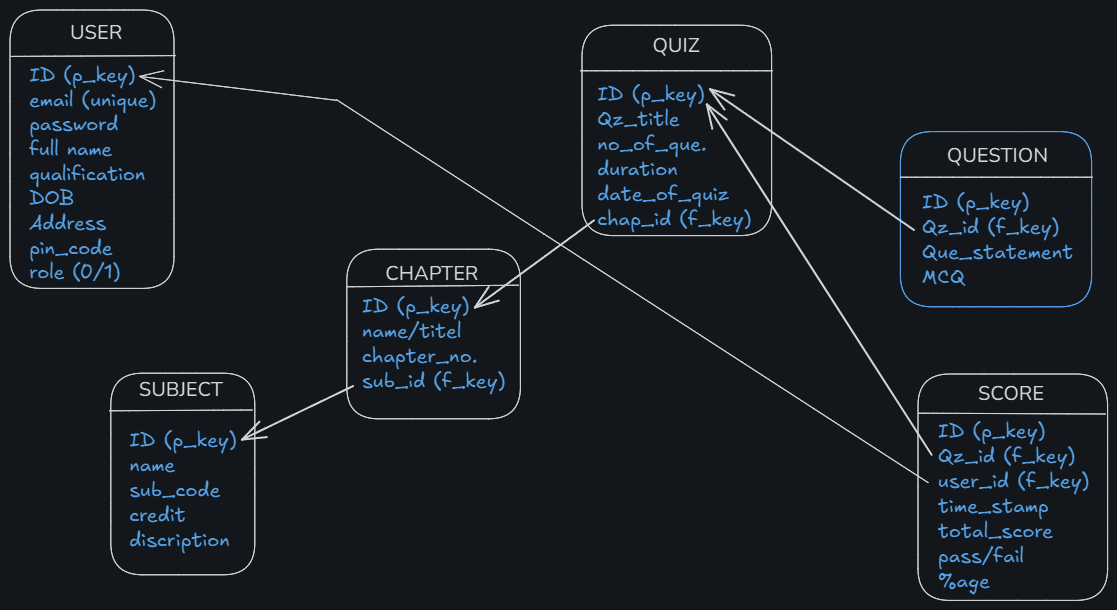 USER
ID (p_key)
email (unique)
password
full name
qualification
DOB
Address
pin_code
role (0/1)
QUIZ
ID (p_key)
Qz_title
no_of_que.
duration
date_of_quiz
chap_id (f_key)
QUESTION
ID (p_key)
Qz_id (f_key)
Que_statement
MCQ
CHAPTER
ID (p_key)
name/titel
chapter_no.
sub_id (f_key)
SUBJECT
ID (p_key)
name
sub_code
credit
discription
SCORE
ID (p_key)
Qz_id (f_key)
user_id (f_key)
time_stamp
total_score
pass/fail
%age